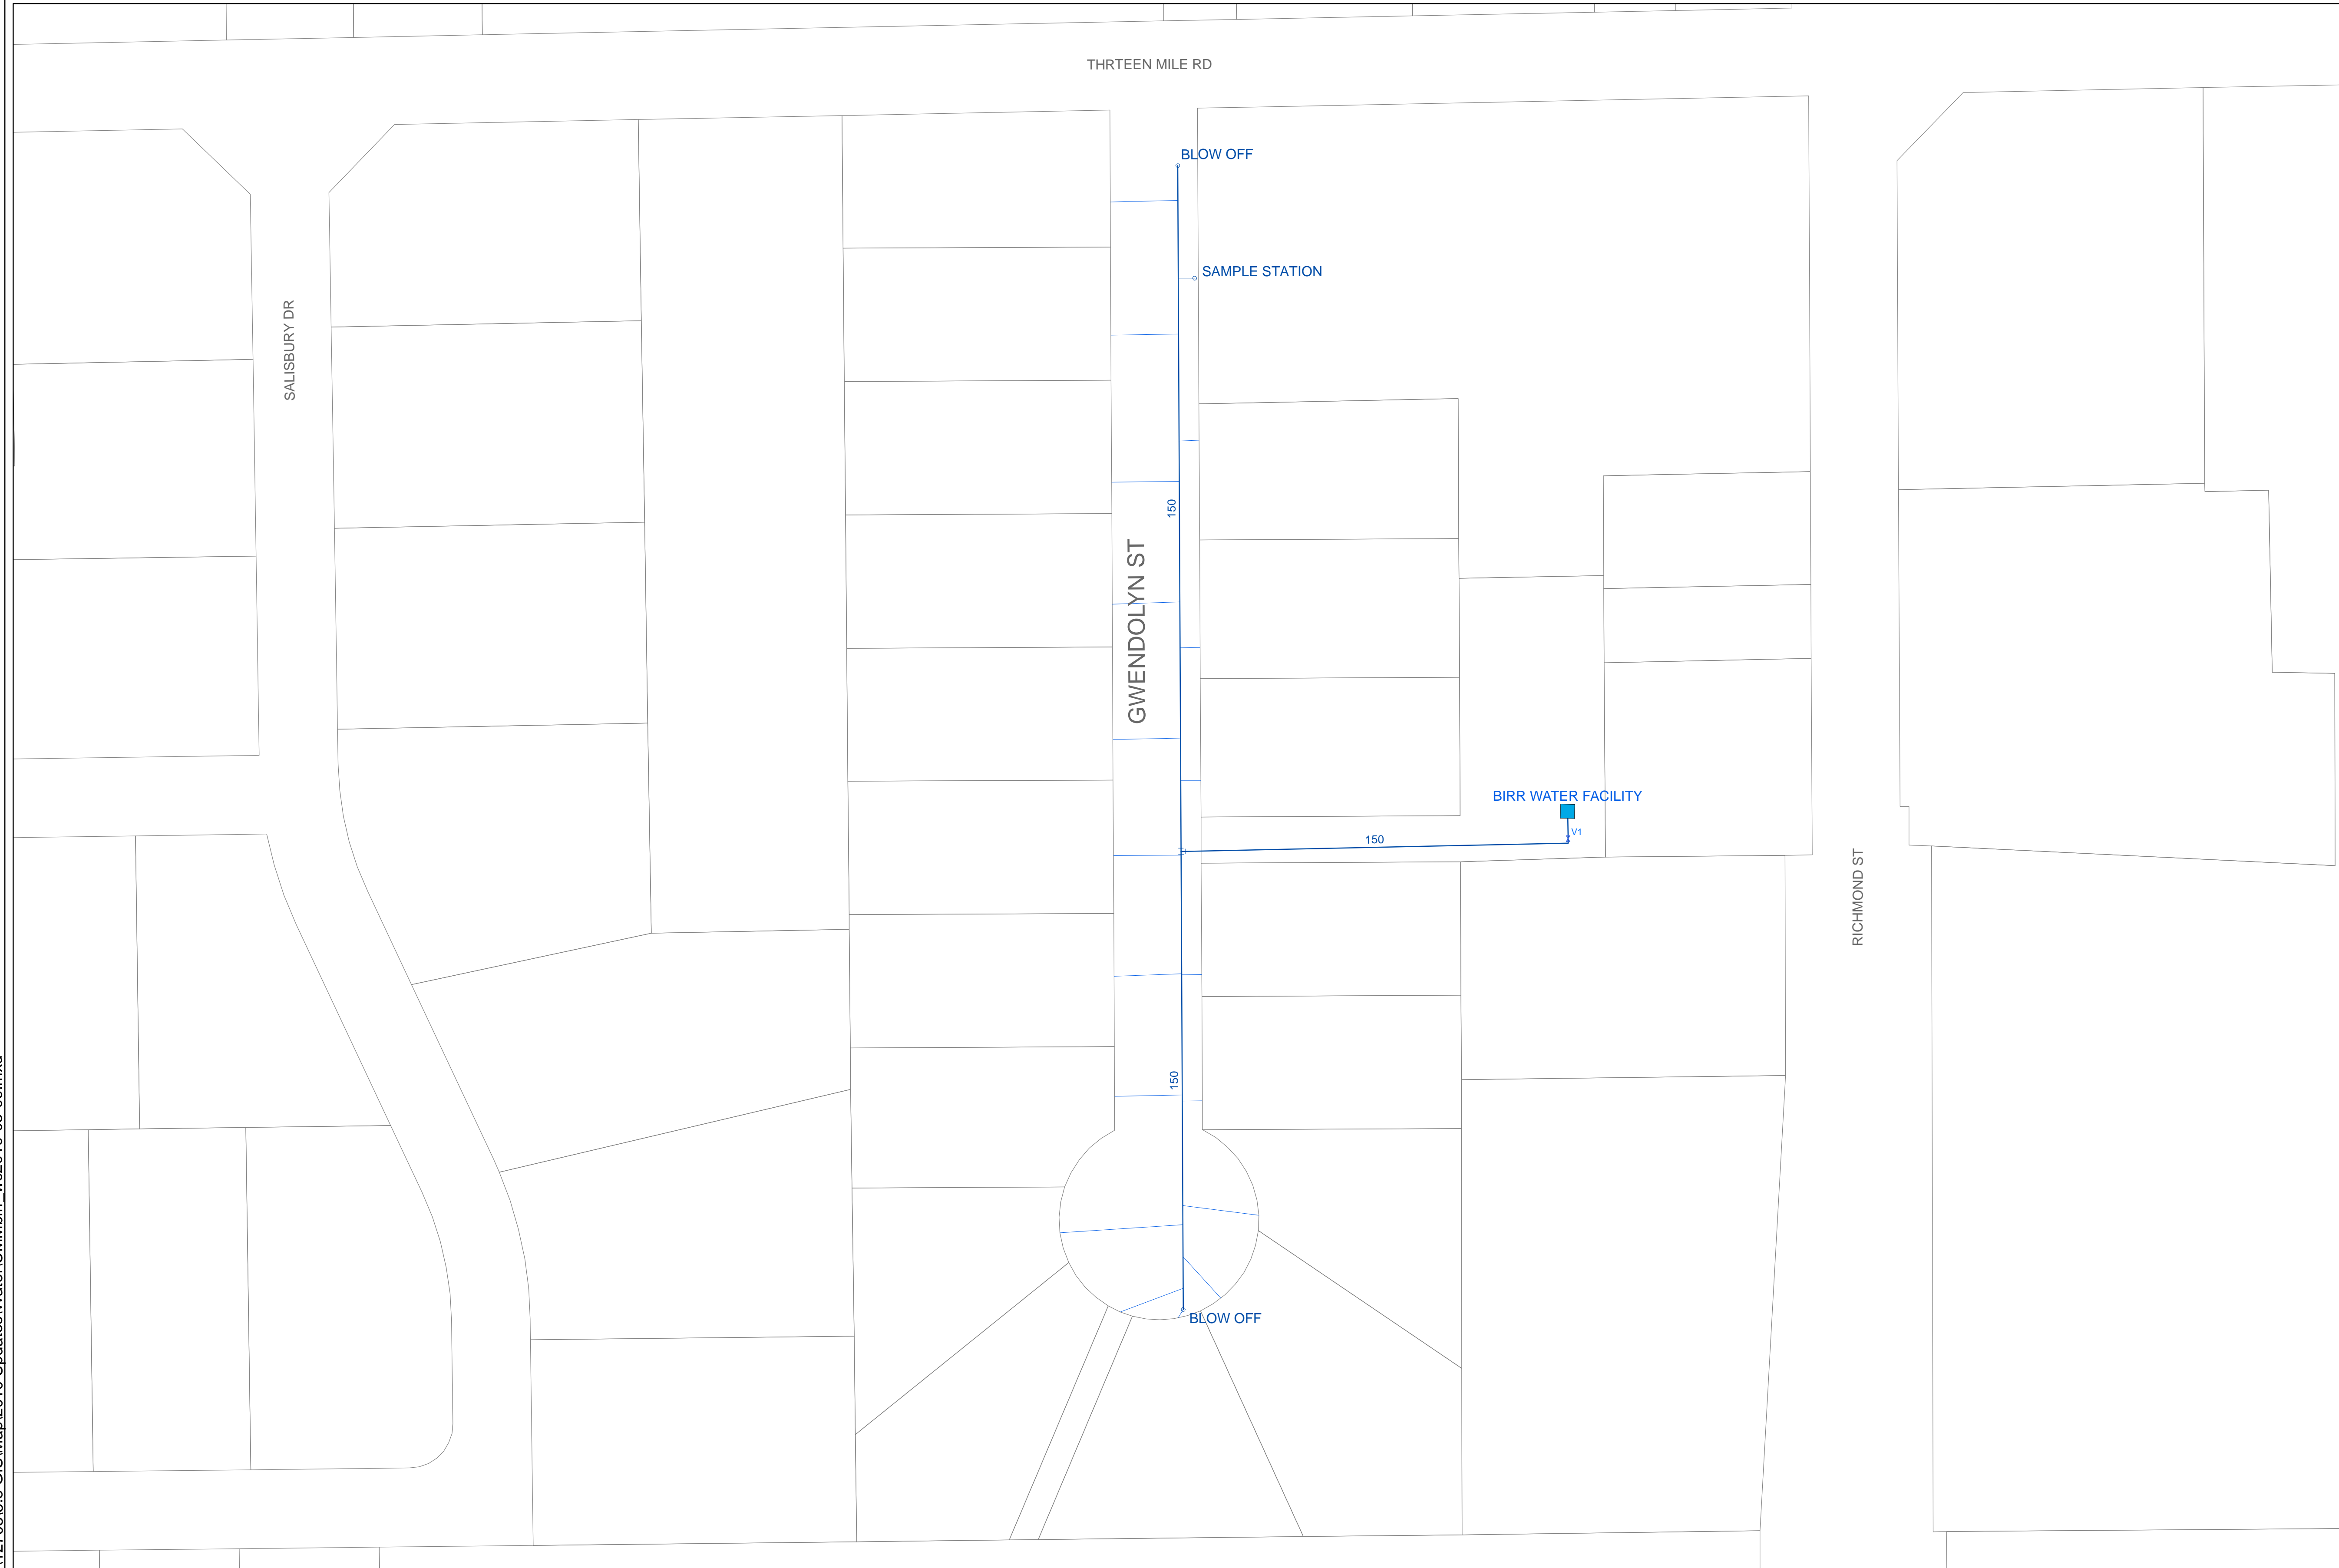 THRTEEN MILE RD
BLOW OFF
SAMPLE STATION
SALISBURY DR
150
GWENDOLYN ST
BIRR WATER FACILITY
V1
150
RICHMOND ST
150
BLOW OFF